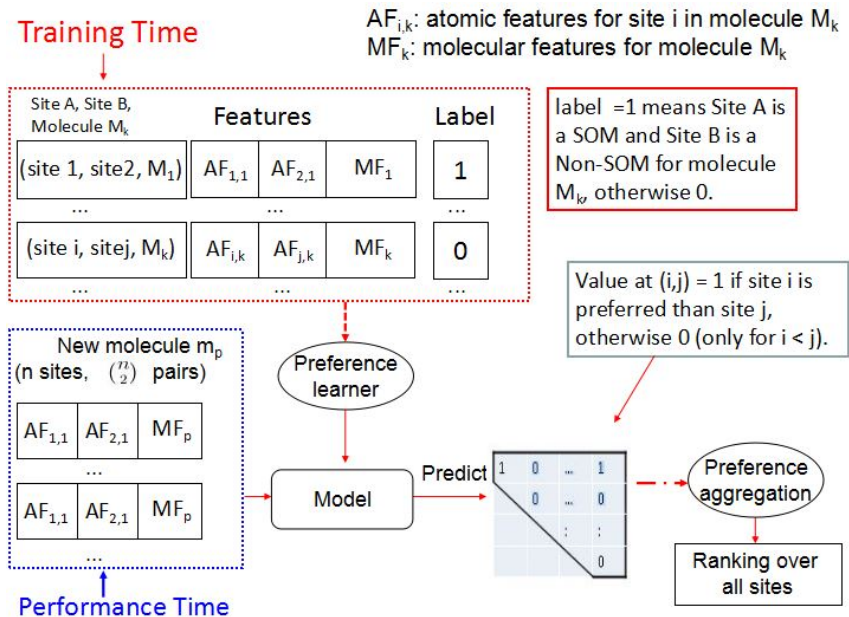 Training Time
AF_{i,k}: atomic features for site i in molecule M_k
MF_k: molecular features for molecule M_k
Site A, Site B,
Molecule M_k
Features
Label
(site 1, site2, M_1)
AF_{1,1}
AF_{2,1}
MF_1
1
...
...
...
(site i, sitej, M_k)
AF_{i,k}
AF_{j,k}
MF_k
0
...
...
...
label =1 means Site A is
a SOM and Site B is a
Non-SOM for molecule
M_k, otherwise 0.
Value at (i,j) = 1 if site i is
preferred than site j,
otherwise 0 (only for i < j).
New molecule m_p
(n sites, (n 2) pairs)
AF_{1,1}
AF_{2,1}
MF_p
...
AF_{1,1}
AF_{2,1}
MF_p
...
Performance Time
Preference
learner
Model
Predict
1 0 ... 1
0 ... 0
: :
0
Preference
aggregation
Ranking over
all sites